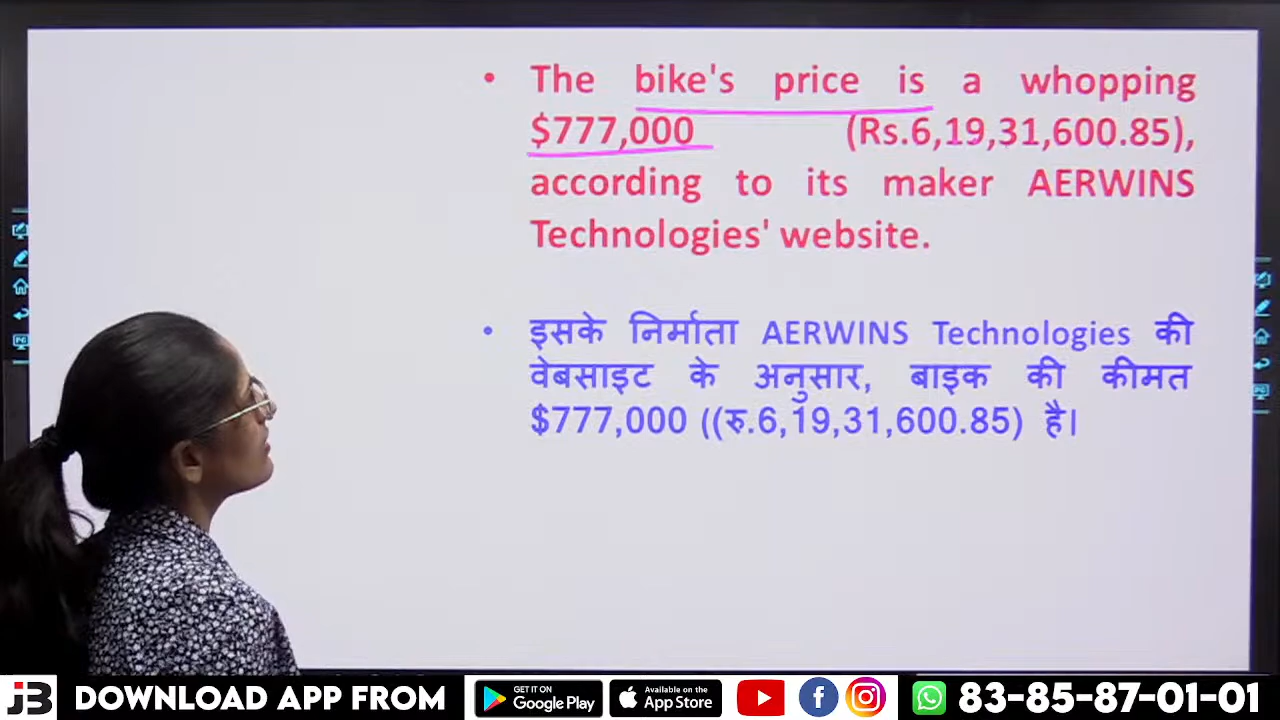 • The bike's price is a whopping
$777,000 (Rs.6,19,31,600.85),
according to its maker AERWINS
Technologies' website.
• इसके निर्माता AERWINS Technologies की
वेबसाइट के अनुसार, बाइक की कीमत
$777,000 ((रु.6,19,31,600.85) है।
JB DOWNLOAD APP FROM GET IT ON Google Play Available on the App Store 83-85-87-01-01